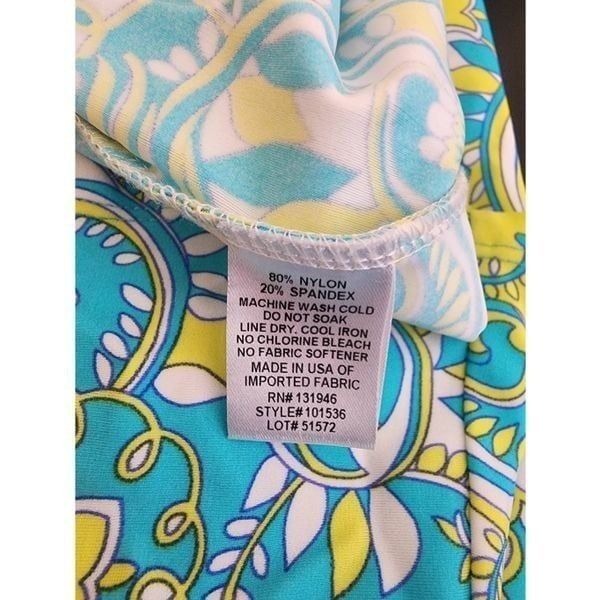 80% NYLON
20% SPANDEX
MACHINE WASH COLD
DO NOT SOAK
LINE DRY. COOL IRON
NO CHLORINE BLEACH
NO FABRIC SOFTENER
MADE IN USA OF
IMPORTED FABRIC
RN# 131946
STYLE# 101536
LOT# 51572